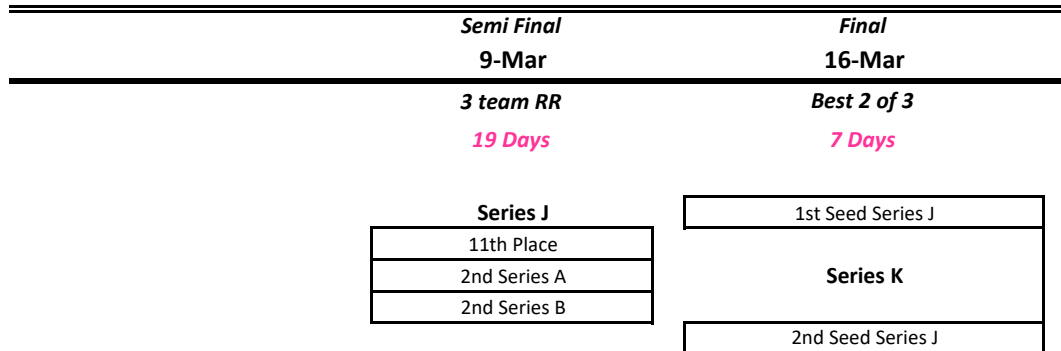 Semi Final Final
9-Mar 16-Mar
3 team RR Best 2 of 3
19 Days 7 Days
Series J 1st Seed Series J
11th Place
2nd Series A Series K
2nd Series B
2nd Seed Series J